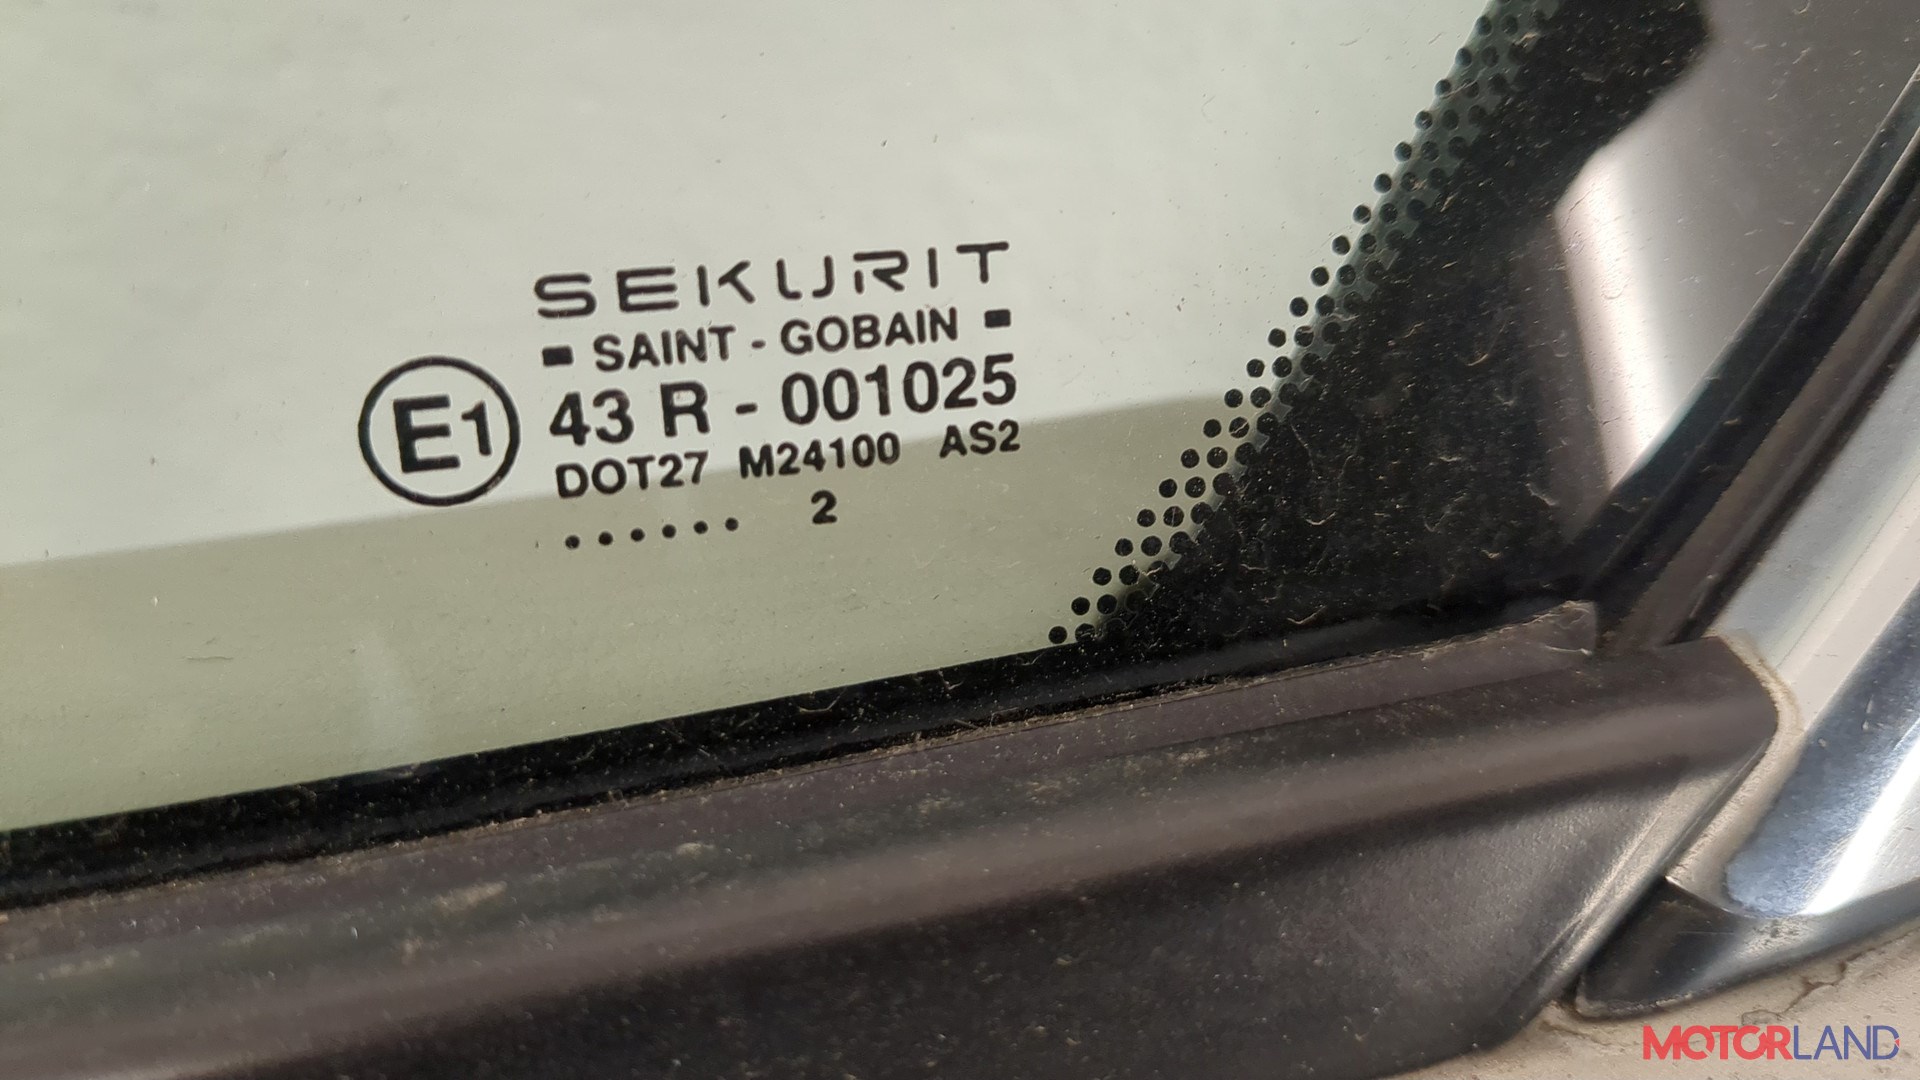 SEKURIT
SAINT - GOBAIN
E1
43 R - 001025
DOT27 M24100 AS2
...... 2
MOTORLAND